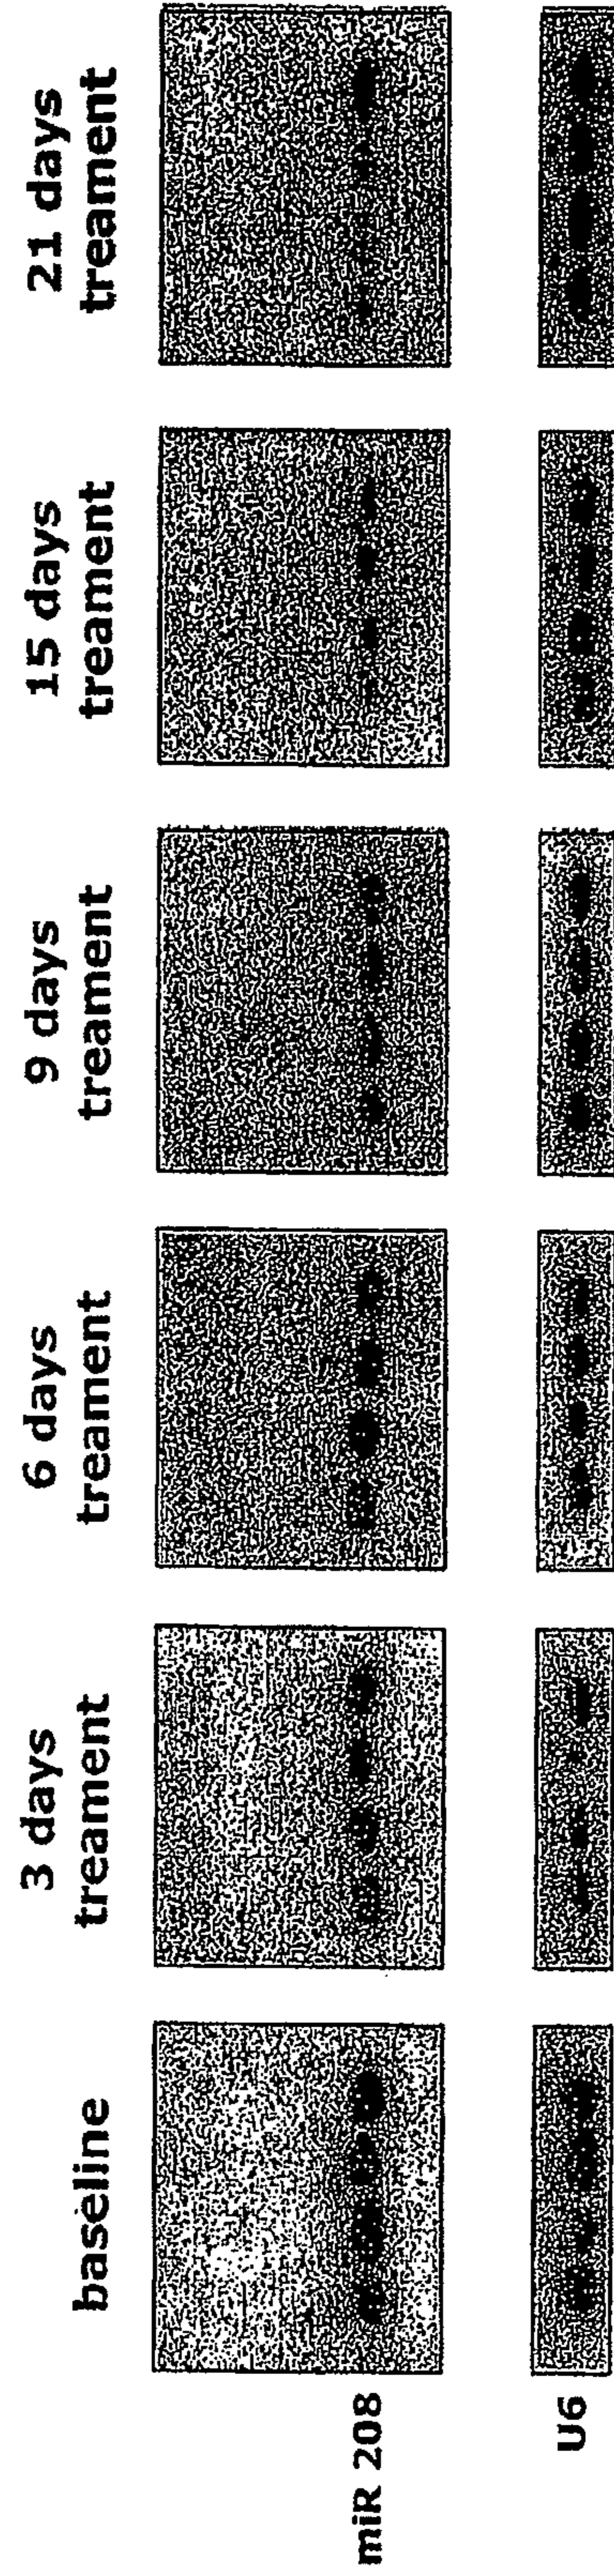 baseline
3 days
treament
6 days
treament
9 days
treament
15 days
treament
21 days
treament
miR 208
U6